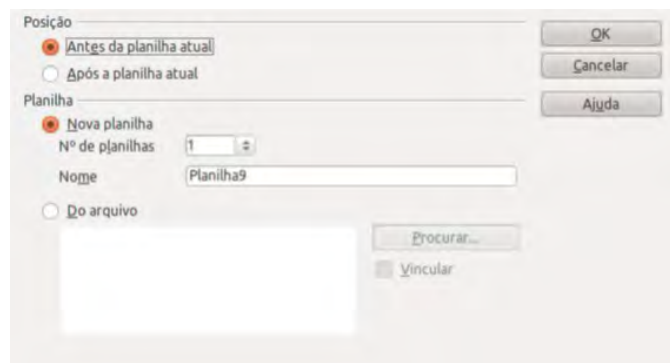 Posição
Antes da planilha atual
Após a planilha atual
Planilha
Nova planilha
Nº de planilhas 1
Nome Planilha9
Do arquivo
Procurar...
Vincular
OK
Cancelar
Ajuda